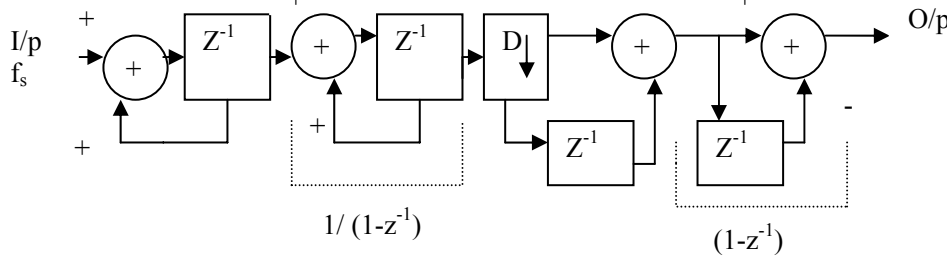 I/p
f_s
+
+
+
Z^-1
+
+
+
Z^-1
D
+
Z^-1
+
+
-
Z^-1
O/p
1/ (1-z^-1)
(1-z^-1)